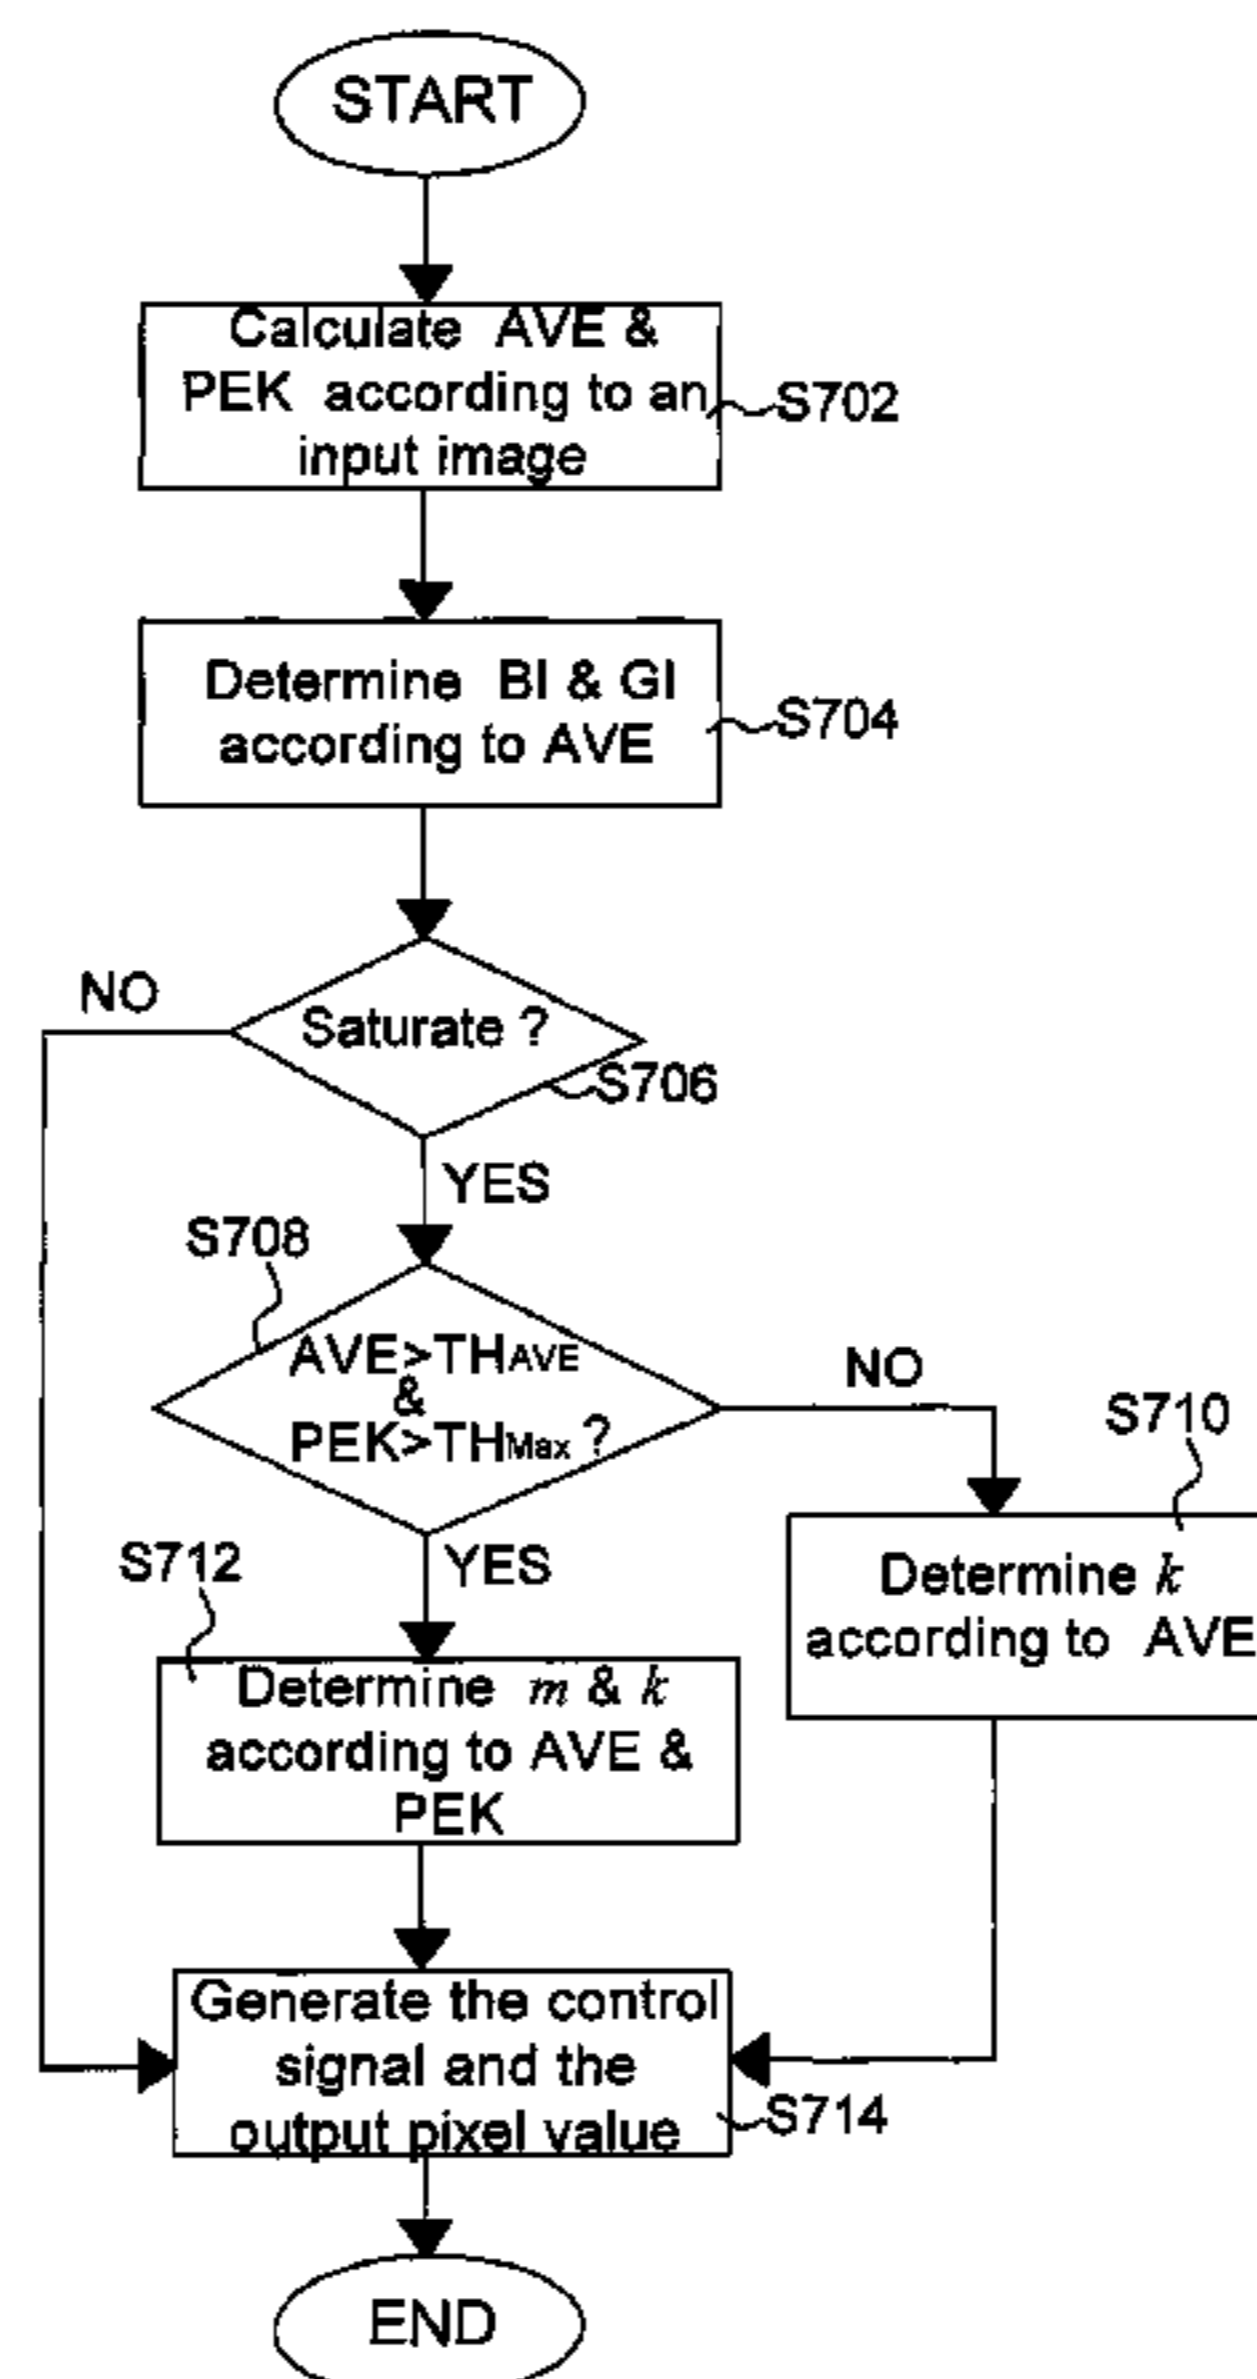 START
Calculate AVE &
PEK according to an
input image
S702
Determine BI & GI
according to AVE
S704
NO
Saturate ?
S706
YES
S708
AVE>THAVE
&
PEK>THMax ?
NO
S710
Determine k
according to AVE
YES
S712
Determine m & k
according to AVE &
PEK
Generate the control
signal and the
output pixel value
S714
END